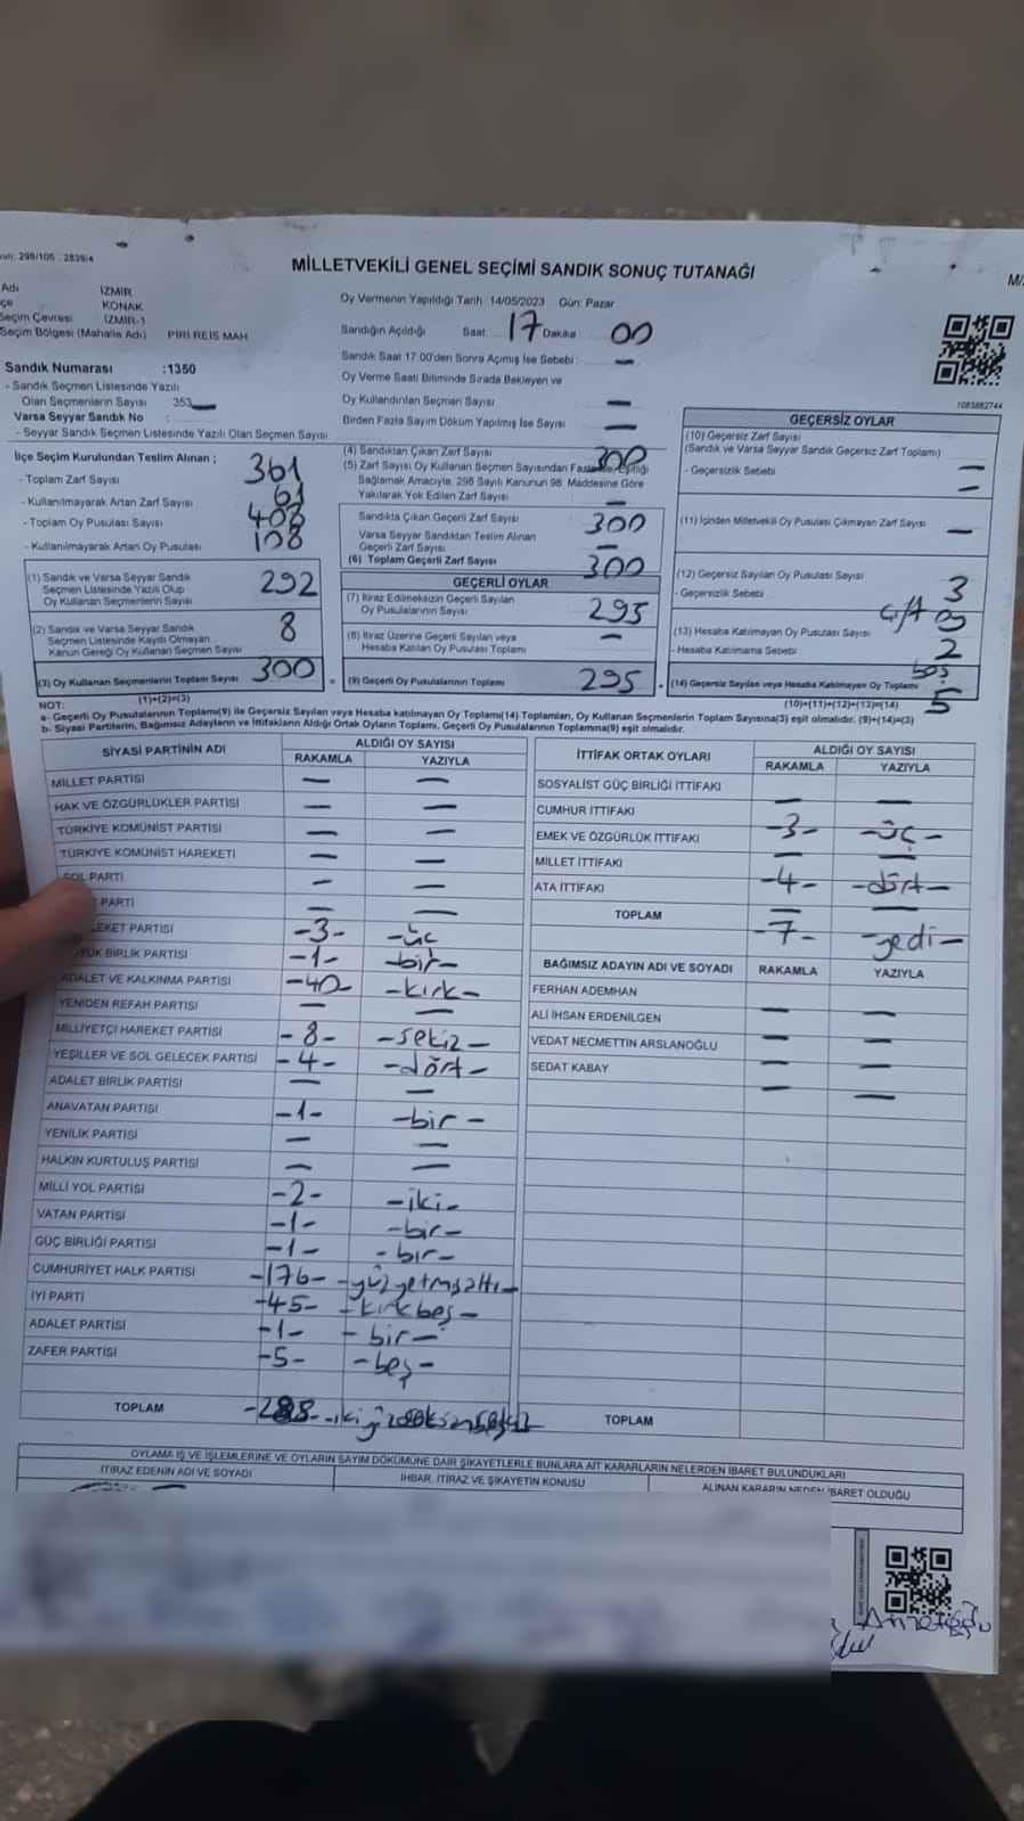 298/105 - 2839/4
MİLLETVEKİLİ GENEL SEÇİMİ SANDIK SONUÇ TUTANAĞI
Adı İZMİR
KONAK
Seçim Çevresi İZMİR-1
Seçim Bölgesi (Mahalle Adı) PİRİ REİS MAH
Oy Vermenin Yapıldığı Tarih 14/05/2023 Gün: Pazar
Sandığın Açıldığı Saat: 17 Dakika 00
Sandık Saat 17.00'den Sonra Açmış İse Sebebi: —
Oy Verme Saati Bitiminde Sırada Bekleyen ve
Oy Kullandırılan Seçmen Sayısı —
Birden Fazla Sayım Döküm Yapılmış İse Sayısı —
1083882744
Sandık Numarası :1350
- Sandık Seçmen Listesinde Yazılı
Olan Seçmenlerin Sayısı 353
Varsa Seyyar Sandık No :
- Seyyar Sandık Seçmen Listesinde Yazılı Olan Seçmen Sayısı
İlçe Seçim Kurulundan Teslim Alınan ;
- Toplam Zarf Sayısı 361
- Kullanılmayarak Artan Zarf Sayısı 61
- Toplam Oy Pusulası Sayısı 408
- Kullanılmayarak Artan Oy Pusulası 108
(1) Sandık ve Varsa Seyyar Sandık
Seçmen Listesinde Yazılı Olup
Oy Kullanan Seçmenlerin Sayısı 292
(2) Sandık ve Varsa Seyyar Sandık
Seçmen Listesinde Kayıtlı Olmayan
Kanun Gereği Oy Kullanan Seçmen Sayısı 8
(3) Oy Kullanan Seçmenlerin Toplam Sayısı 300
(1)+(2)=(3)
(4) Sandıktan Çıkan Zarf Sayısı 300
(5) Zarf Sayısı Oy Kullanan Seçmen Sayısından Fazla İse, Eşitliği
Sağlamak Amacıyla, 298 Sayılı Kanunun 98. Maddesine Göre
Yakılarak Yok Edilen Zarf Sayısı —
Sandıkta Çıkan Geçerli Zarf Sayısı 300
Varsa Seyyar Sandıktan Teslim Alınan
Geçerli Zarf Sayısı —
(6) Toplam Geçerli Zarf Sayısı 300
GEÇERLİ OYLAR
(7) İtiraz Edilmeksizin Geçerli Sayılan
Oy Pusulalarının Sayısı 295
(8) İtiraz Üzerine Geçerli Sayılan veya
Hesaba Katılan Oy Pusulası Toplamı —
(9) Geçerli Oy Pusulalarının Toplamı 295
GEÇERSİZ OYLAR
(10) Geçersiz Zarf Sayısı
(Sandık ve Varsa Seyyar Sandık Geçersiz Zarf Toplamı) —
- Geçersizlik Sebebi —
(11) İçinden Milletvekili Oy Pusulası Çıkmayan Zarf Sayısı —
(12) Geçersiz Sayılan Oy Pusulası Sayısı 3
- Geçersizlik Sebebi
(13) Hesaba Katılmayan Oy Pusulası Sayısı 2
- Hesaba Katılmama Sebebi boş
(14) Geçersiz Sayılan veya Hesaba Katılmayan Oy Toplamı 5
(10)+(11)+(12)+(13)=(14)
NOT:
a- Geçerli Oy Pusulalarının Toplamı(9) ile Geçersiz Sayılan veya Hesaba katılmayan Oy Toplamı(14) Toplamları, Oy Kullanan Seçmenlerin Toplam Sayısına(3) eşit olmalıdır. (9)+(14)=(3)
b- Siyasi Partilerin, Bağımsız Adayların ve İttifakların Aldığı Ortak Oyların Toplamı, Geçerli Oy Pusulalarının Toplamına(9) eşit olmalıdır.
SİYASİ PARTİNİN ADI ALDIĞI OY SAYISI
RAKAMLA YAZIYLA
MİLLET PARTİSİ — —
HAK VE ÖZGÜRLÜKLER PARTİSİ — —
TÜRKİYE KOMÜNİST PARTİSİ — —
TÜRKİYE KOMÜNİST HAREKETİ — —
SOL PARTİ — —
PARTİ — —
PARTİSİ -3- -üç
BİRLİK PARTİSİ -1- -bir-
ADALET VE KALKINMA PARTİSİ -40- -kırk-
YENİDEN REFAH PARTİSİ — —
MİLLİYETÇİ HAREKET PARTİSİ -8- -sekiz-
YEŞİLLER VE SOL GELECEK PARTİSİ -4- -dört-
ADALET BİRLİK PARTİSİ — —
ANAVATAN PARTİSİ -1- -bir-
YENİLİK PARTİSİ — —
HALKIN KURTULUŞ PARTİSİ — —
MİLLİ YOL PARTİSİ -2- -iki-
VATAN PARTİSİ -1- -bir-
GÜÇ BİRLİĞİ PARTİSİ -1- -bir-
CUMHURİYET HALK PARTİSİ -176- -yüzyetmişaltı-
İYİ PARTİ -45- -kırkbeş-
ADALET PARTİSİ -1- -bir-
ZAFER PARTİSİ -5- -beş-
TOPLAM -288- -ikiyüzseksensekiz
İTTİFAK ORTAK OYLARI ALDIĞI OY SAYISI
RAKAMLA YAZIYLA
SOSYALİST GÜÇ BİRLİĞİ İTTİFAKI — —
CUMHUR İTTİFAKI -3- -üç-
EMEK VE ÖZGÜRLÜK İTTİFAKI — —
MİLLET İTTİFAKI -4- -dört-
ATA İTTİFAKI — —
TOPLAM -7- -yedi-
BAĞIMSIZ ADAYIN ADI VE SOYADI RAKAMLA YAZIYLA
FERHAN ADEMHAN — —
ALİ İHSAN ERDENİLGEN — —
VEDAT NECMETTİN ARSLANOĞLU — —
SEDAT KABAY — —
TOPLAM
OYLAMA İŞ VE İŞLEMLERİNE VE OYLARIN SAYIM DÖKÜMÜNE DAİR ŞİKAYETLERLE BUNLARA AİT KARARLARIN NELERDEN İBARET BULUNDUKLARI
İTİRAZ EDENİN ADI VE SOYADI İHBAR, İTİRAZ VE ŞİKAYETİN KONUSU ALINAN KARARIN NEDEN İBARET OLDUĞU